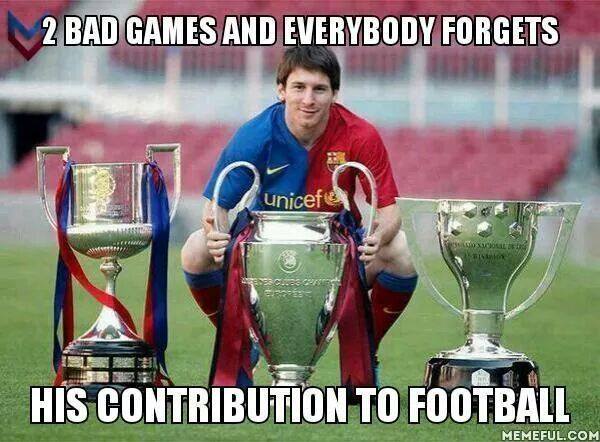 2 BAD GAMES AND EVERYBODY FORGETS
unicef
HIS CONTRIBUTION TO FOOTBALL
MEMEFUL.COM